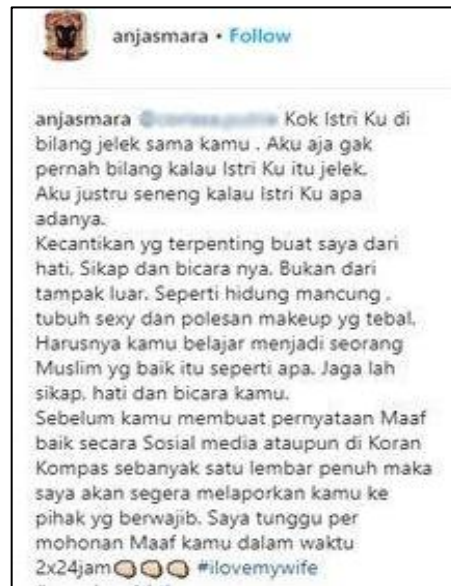 anjasmara • Follow
anjasmara Kok Istri Ku di
bilang jelek sama kamu . Aku aja gak
pernah bilang kalau Istri Ku itu jelek.
Aku justru seneng kalau Istri Ku apa
adanya.
Kecantikan yg terpenting buat saya dari
hati, Sikap dan bicara nya. Bukan dari
tampak luar. Seperti hidung mancung .
tubuh sexy dan polesan makeup yg tebal.
Harusnya kamu belajar menjadi seorang
Muslim yg baik itu seperti apa. Jaga lah
sikap, hati dan bicara kamu.
Sebelum kamu membuat pernyataan Maaf
baik secara Sosial media ataupun di Koran
Kompas sebanyak satu lembar penuh maka
saya akan segera melaporkan kamu ke
pihak yg berwajib. Saya tunggu per
mohonan Maaf kamu dalam waktu
2x24jam👊🏻👊🏻👊🏻 #ilovemywife